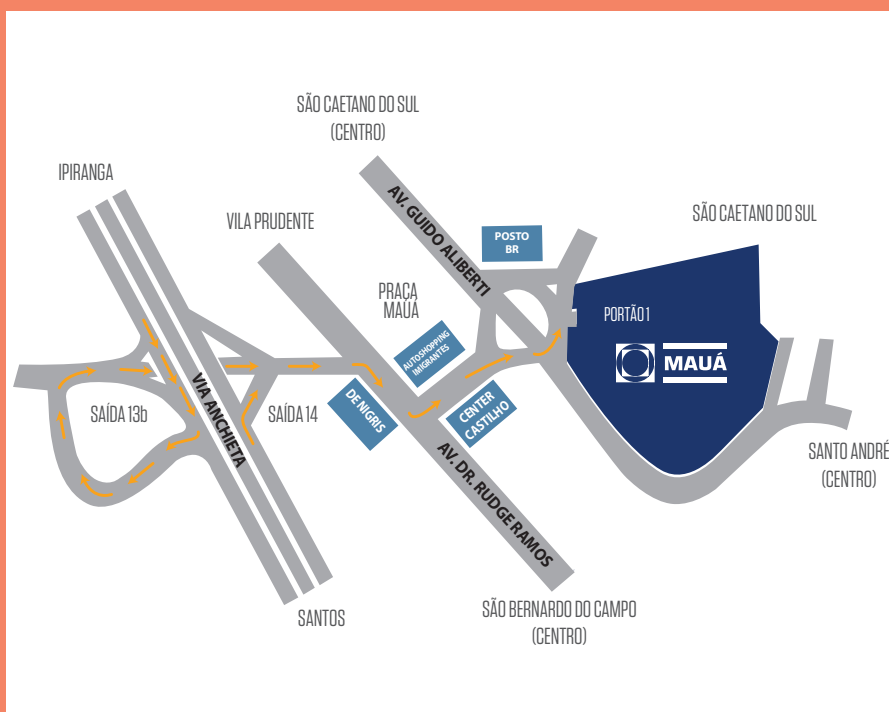 SÃO CAETANO DO SUL
(CENTRO)
IPIRANGA
VILA PRUDENTE
AV. GUIDO ALIBERTI
POSTO
BR
SÃO CAETANO DO SUL
PRAÇA
MAUÁ
PORTÃO 1
AUTOSHOPPING
IMIGRANTES
MAUÁ
VIA ANCHIETA
SAÍDA 13b
SAÍDA 14
DE NIGRIS
CENTER
CASTILHO
AV. DR. RUDGE RAMOS
SANTO ANDRÉ
(CENTRO)
SANTOS
SÃO BERNARDO DO CAMPO
(CENTRO)